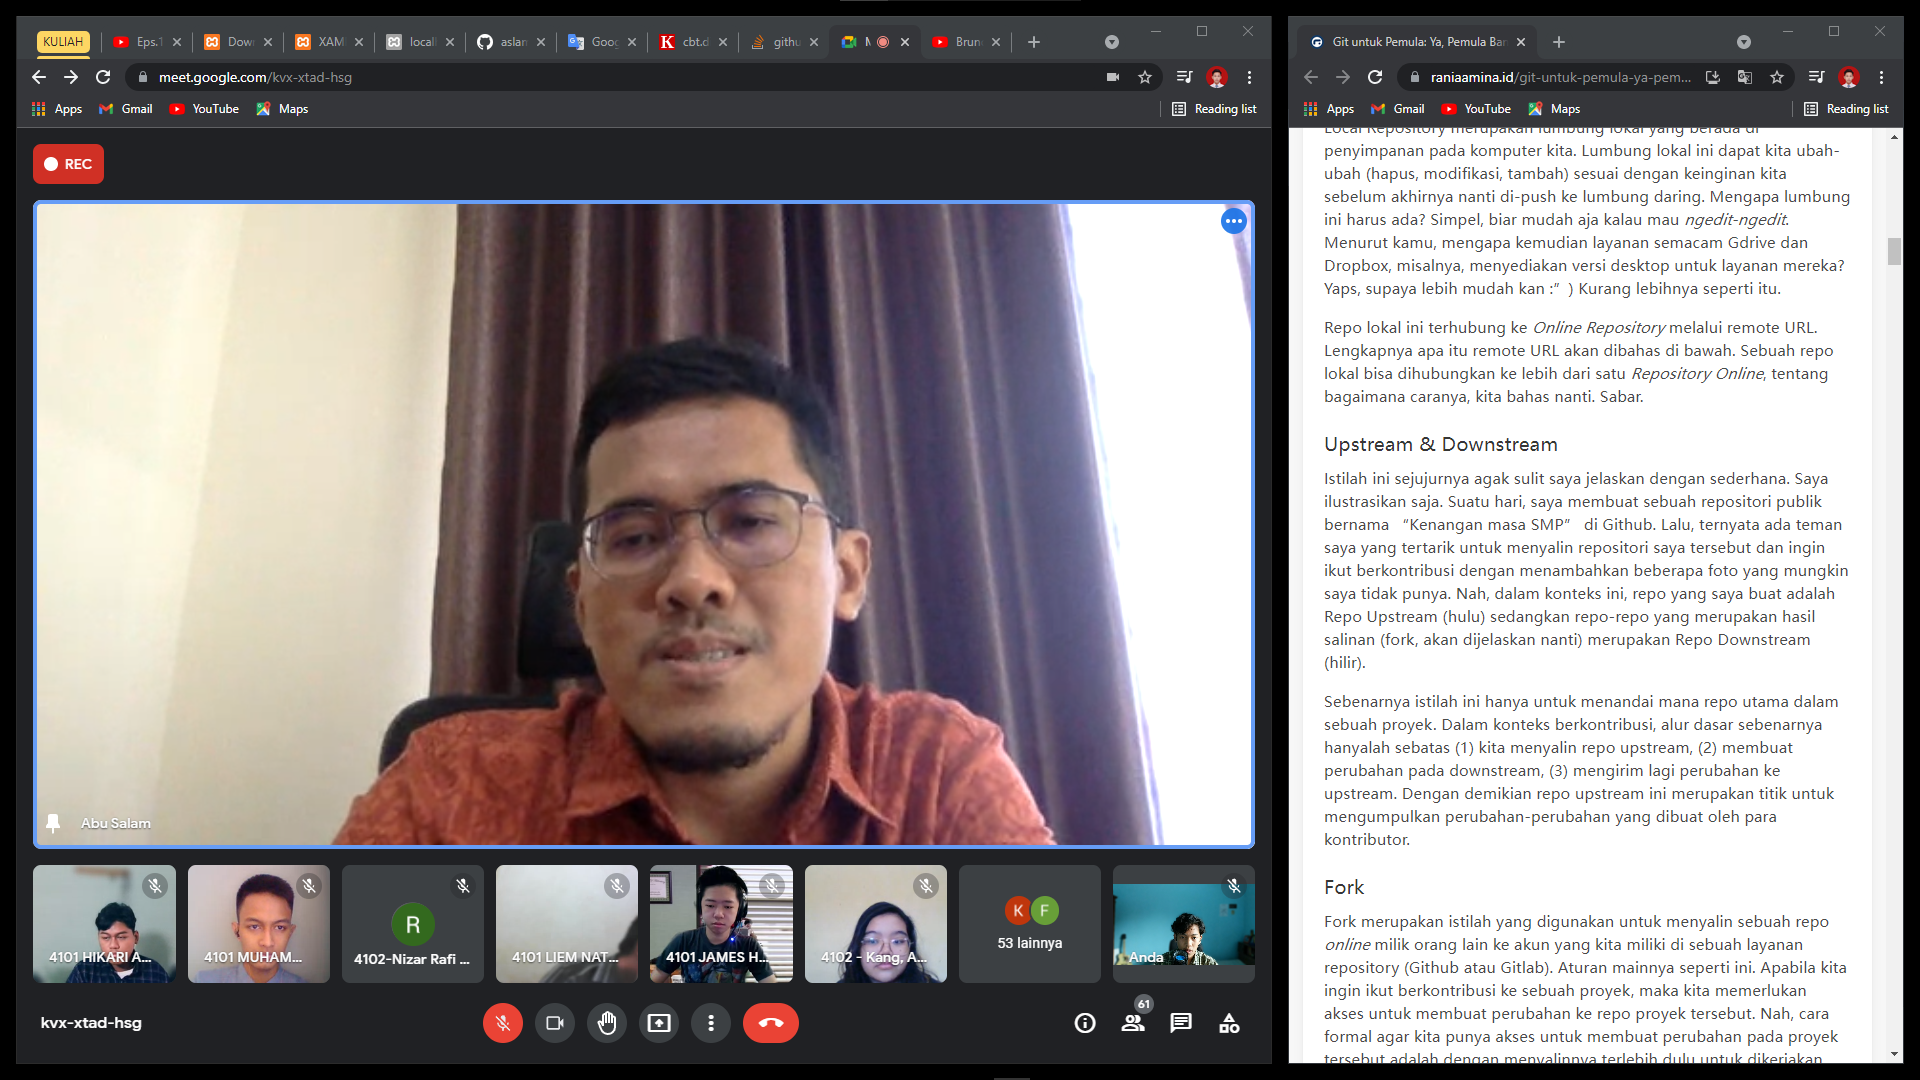 KULIAH
Eps.1
Down
XAM
local
aslan
Goog
cbt.d
githu
M
Brun
meet.google.com/kvx-xtad-hsg
Apps
Gmail
YouTube
Maps
Reading list
REC
Abu Salam
4101 HIKARI A...
4101 MUHAM...
R
4102-Nizar Rafi ...
4101 LIEM NAT...
4101 JAMES H...
4102 - Kang, A...
K F
53 lainnya
Anda
kvx-xtad-hsg
61
Git untuk Pemula: Ya, Pemula Ban
raniaamina.id/git-untuk-pemula-ya-pem...
Apps
Gmail
YouTube
Maps
Reading list
Local Repository merupakan lumbung lokal yang berada di
penyimpanan pada komputer kita. Lumbung lokal ini dapat kita ubah-
ubah (hapus, modifikasi, tambah) sesuai dengan keinginan kita
sebelum akhirnya nanti di-push ke lumbung daring. Mengapa lumbung
ini harus ada? Simpel, biar mudah aja kalau mau ngedit-ngedit.
Menurut kamu, mengapa kemudian layanan semacam Gdrive dan
Dropbox, misalnya, menyediakan versi desktop untuk layanan mereka?
Yaps, supaya lebih mudah kan :” ) Kurang lebihnya seperti itu.
Repo lokal ini terhubung ke Online Repository melalui remote URL.
Lengkapnya apa itu remote URL akan dibahas di bawah. Sebuah repo
lokal bisa dihubungkan ke lebih dari satu Repository Online, tentang
bagaimana caranya, kita bahas nanti. Sabar.
Upstream & Downstream
Istilah ini sejujurnya agak sulit saya jelaskan dengan sederhana. Saya
ilustrasikan saja. Suatu hari, saya membuat sebuah repositori publik
bernama “Kenangan masa SMP” di Github. Lalu, ternyata ada teman
saya yang tertarik untuk menyalin repositori saya tersebut dan ingin
ikut berkontribusi dengan menambahkan beberapa foto yang mungkin
saya tidak punya. Nah, dalam konteks ini, repo yang saya buat adalah
Repo Upstream (hulu) sedangkan repo-repo yang merupakan hasil
salinan (fork, akan dijelaskan nanti) merupakan Repo Downstream
(hilir).
Sebenarnya istilah ini hanya untuk menandai mana repo utama dalam
sebuah proyek. Dalam konteks berkontribusi, alur dasar sebenarnya
hanyalah sebatas (1) kita menyalin repo upstream, (2) membuat
perubahan pada downstream, (3) mengirim lagi perubahan ke
upstream. Dengan demikian repo upstream ini merupakan titik untuk
mengumpulkan perubahan-perubahan yang dibuat oleh para
kontributor.
Fork
Fork merupakan istilah yang digunakan untuk menyalin sebuah repo
online milik orang lain ke akun yang kita miliki di sebuah layanan
repository (Github atau Gitlab). Aturan mainnya seperti ini. Apabila kita
ingin ikut berkontribusi ke sebuah proyek, maka kita memerlukan
akses untuk membuat perubahan ke repo proyek tersebut. Nah, cara
formal agar kita punya akses untuk membuat perubahan pada proyek
tersebut adalah dengan menyalinnya terlebih dulu untuk dikerjakan